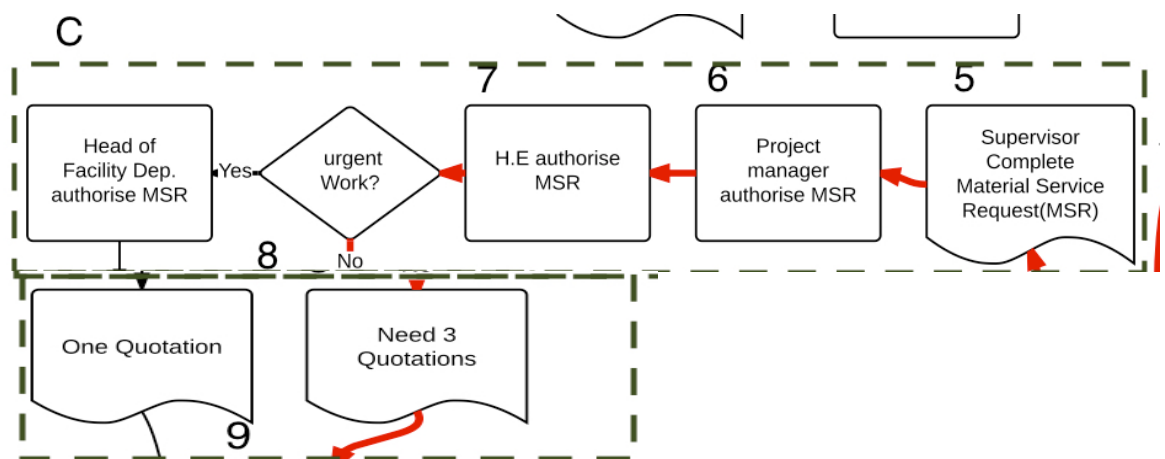 C
7
6
5
Head of
Facility Dep.
authorise MSR
Yes
urgent
Work?
H.E authorise
MSR
Project
manager
authorise MSR
Supervisor
Complete
Material Service
Request(MSR)
8
No
One Quotation
Need 3
Quotations
9